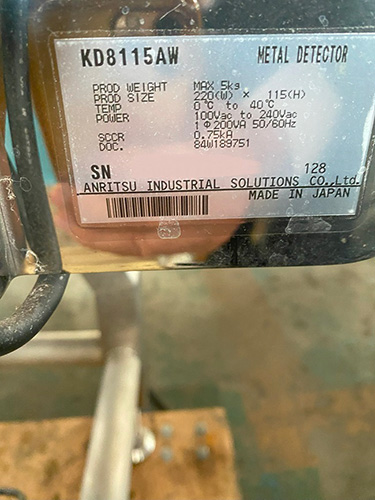 KD8115AW METAL DETECTOR
PROD WEIGHT MAX 5kg
PROD SIZE 220(W) × 115(H)
TEMP 0℃ to 40℃
POWER 100Vac to 240Vac
1Φ200VA 50/60Hz
SCCR 0.75kA
DOC. 84W189751
SN 128
ANRITSU INDUSTRIAL SOLUTIONS CO.,Ltd.
MADE IN JAPAN